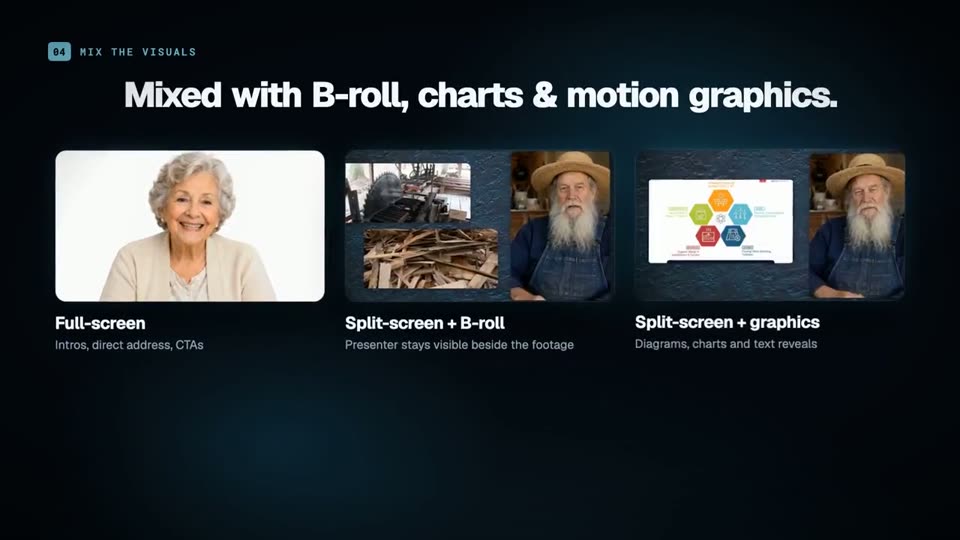 04 MIX THE VISUALS
Mixed with B-roll, charts & motion graphics.
Full-screen
Intros, direct address, CTAs
Split-screen + B-roll
Presenter stays visible beside the footage
Split-screen + graphics
Diagrams, charts and text reveals